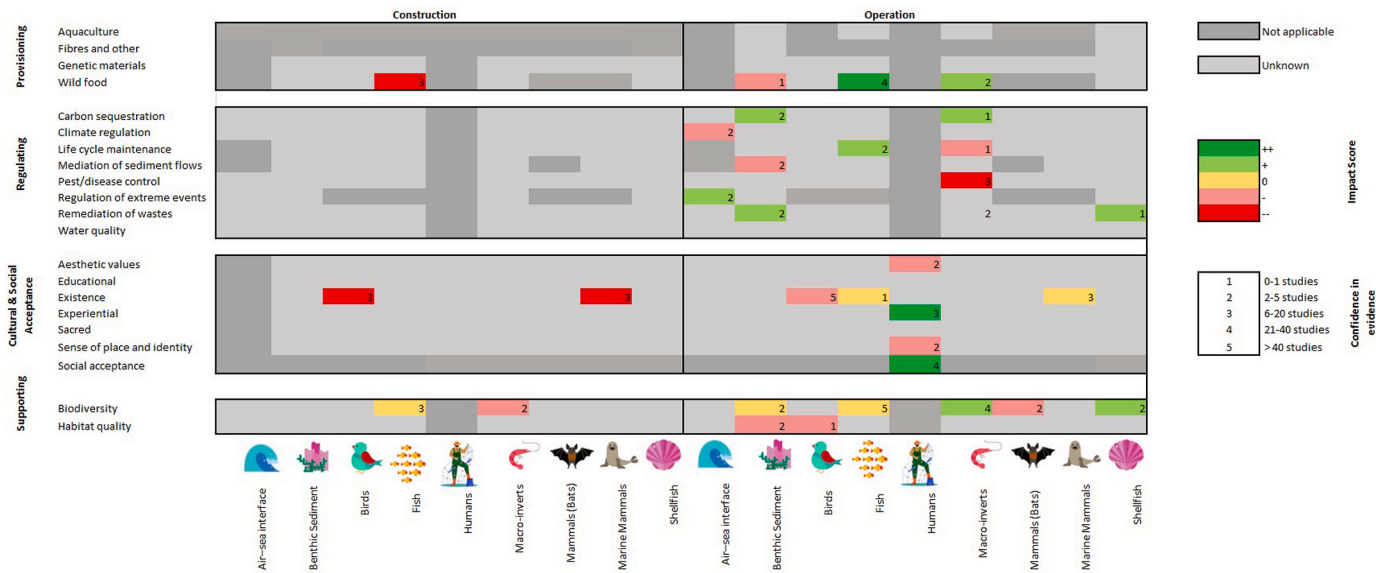 Construction Operation
Provisioning
Aquaculture
Fibres and other
Genetic materials
Wild food 3 1 4 2
Regulating
Carbon sequestration 2 1
Climate regulation 2
Life cycle maintenance 2 1
Mediation of sediment flows 2
Pest/disease control 3
Regulation of extreme events 2
Remediation of wastes 2 2 1
Water quality
Cultural & Social
Acceptance
Aesthetic values 2
Educational
Existence 3 3 5 1 3
Experiential 3
Sacred
Sense of place and identity 2
Social acceptance 4
Supporting
Biodiversity 3 2 2 5 4 2 2
Habitat quality 2 1
Air–sea interface
Benthic Sediment
Birds
Fish
Humans
Macro-inverts
Mammals (Bats)
Marine Mammals
Shellfish
Air–sea interface
Benthic Sediment
Birds
Fish
Humans
Macro-inverts
Mammals (Bats)
Marine Mammals
Shellfish
Not applicable
Unknown
++
+
0
-
--
Impact Score
1 0-1 studies
2 2-5 studies
3 6-20 studies
4 21-40 studies
5 >40 studies
Confidence in
evidence